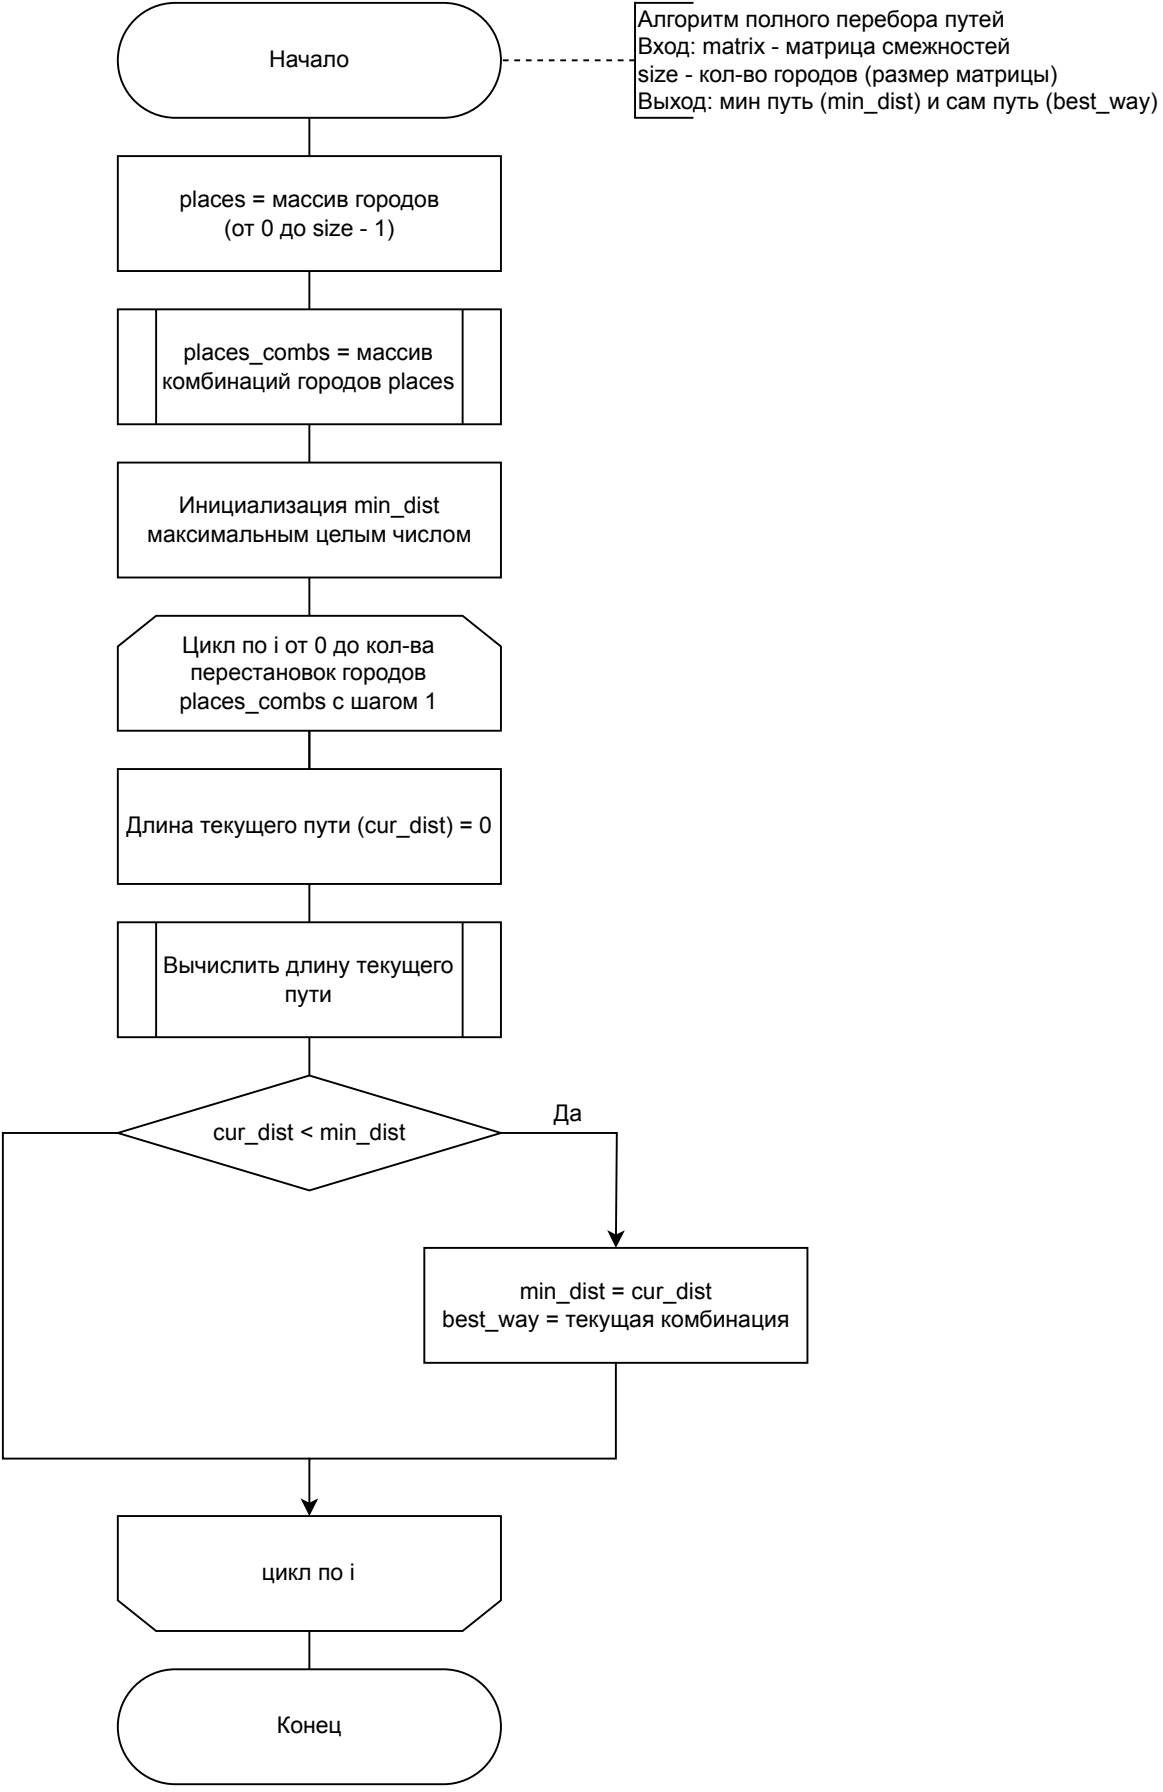 Начало
Алгоритм полного перебора путей
Вход: matrix - матрица смежностей
size - кол-во городов (размер матрицы)
Выход: мин путь (min_dist) и сам путь (best_way)
places = массив городов
(от 0 до size - 1)
places_combs = массив
комбинаций городов places
Инициализация min_dist
максимальным целым числом
Цикл по i от 0 до кол-ва
перестановок городов
places_combs с шагом 1
Длина текущего пути (cur_dist) = 0
Вычислить длину текущего
пути
cur_dist < min_dist
Да
min_dist = cur_dist
best_way = текущая комбинация
цикл по i
Конец